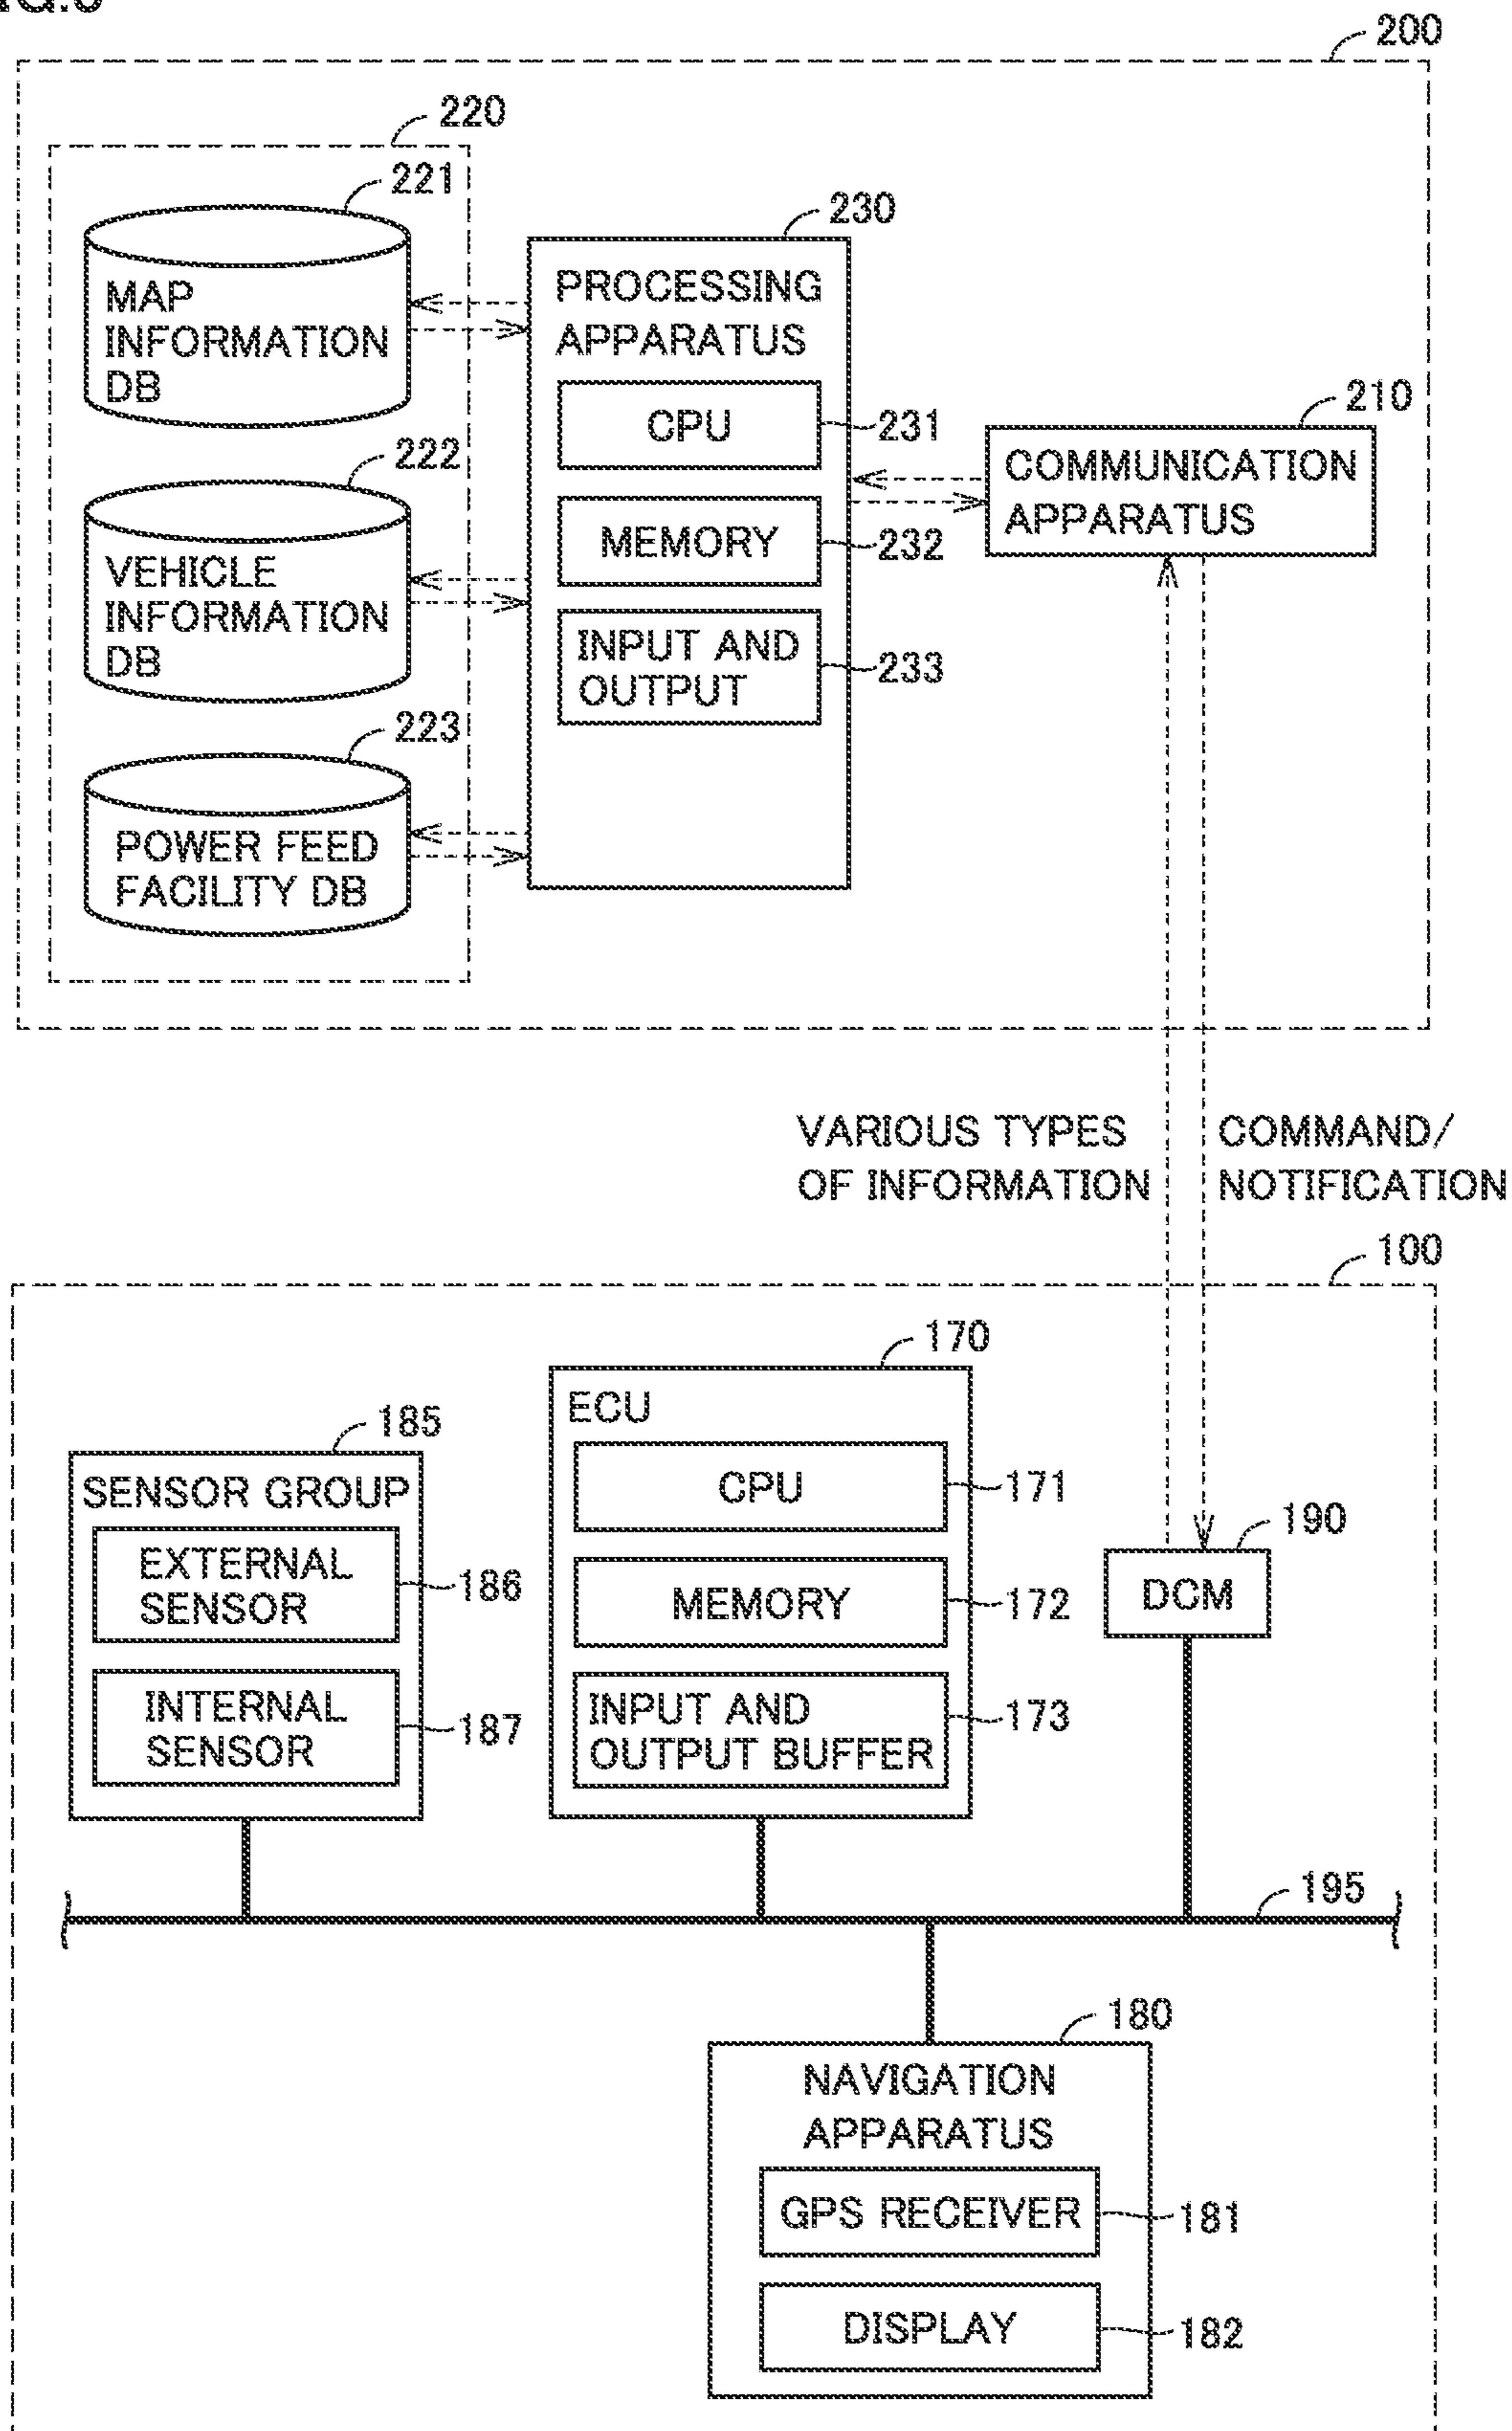 200
220
221
MAP
INFORMATION
DB
222
VEHICLE
INFORMATION
DB
223
POWER FEED
FACILITY DB
230
PROCESSING
APPARATUS
CPU
231
MEMORY
232
INPUT AND
OUTPUT
233
210
COMMUNICATION
APPARATUS
VARIOUS TYPES
OF INFORMATION
COMMAND/
NOTIFICATION
100
185
SENSOR GROUP
EXTERNAL
SENSOR
186
INTERNAL
SENSOR
187
170
ECU
CPU
171
MEMORY
172
INPUT AND
OUTPUT BUFFER
173
190
DCM
195
180
NAVIGATION
APPARATUS
GPS RECEIVER
181
DISPLAY
182